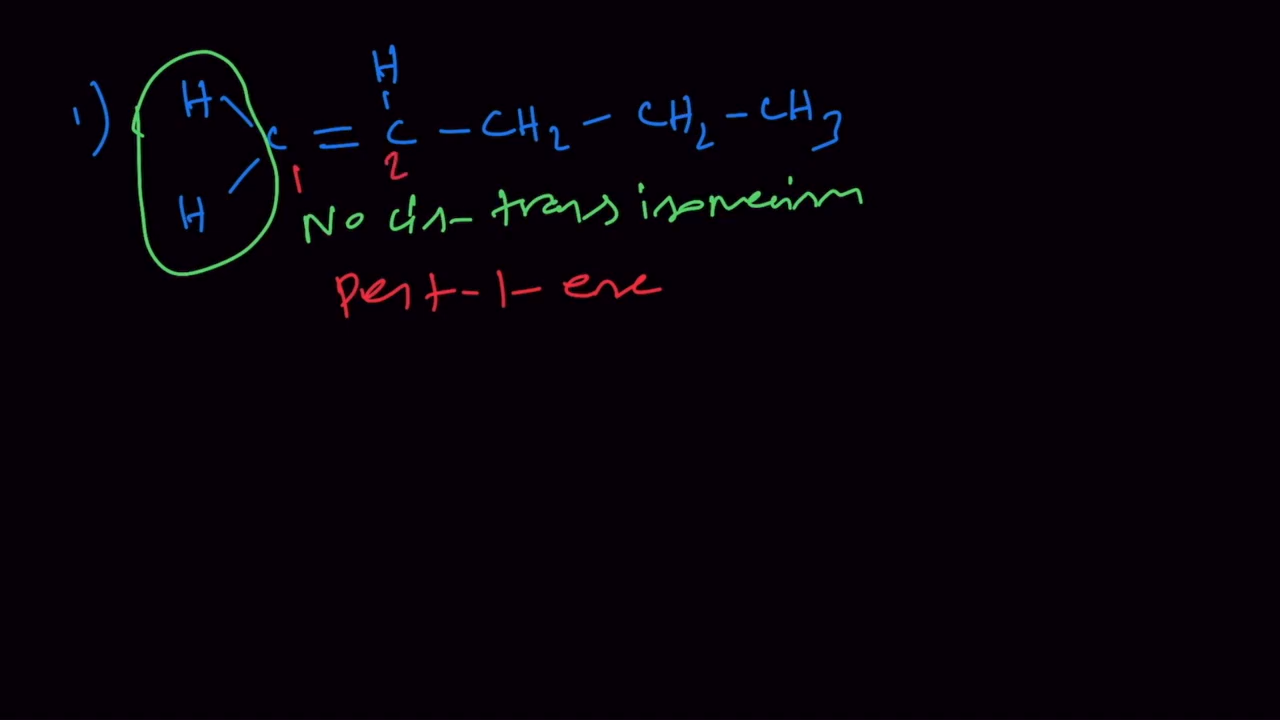 H
1) H
C = C - CH2 - CH2 - CH3
1 2
H
No cis-trans isomerism
Pent-1-ene